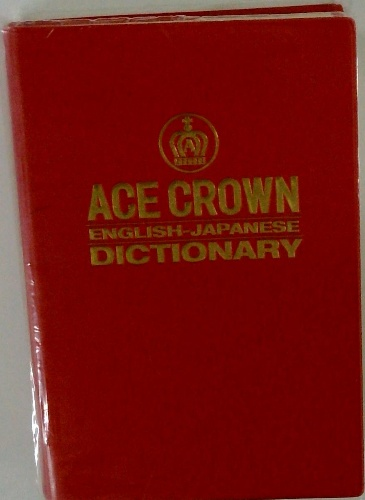 A
ACE CROWN
ENGLISH-JAPANESE
DICTIONARY